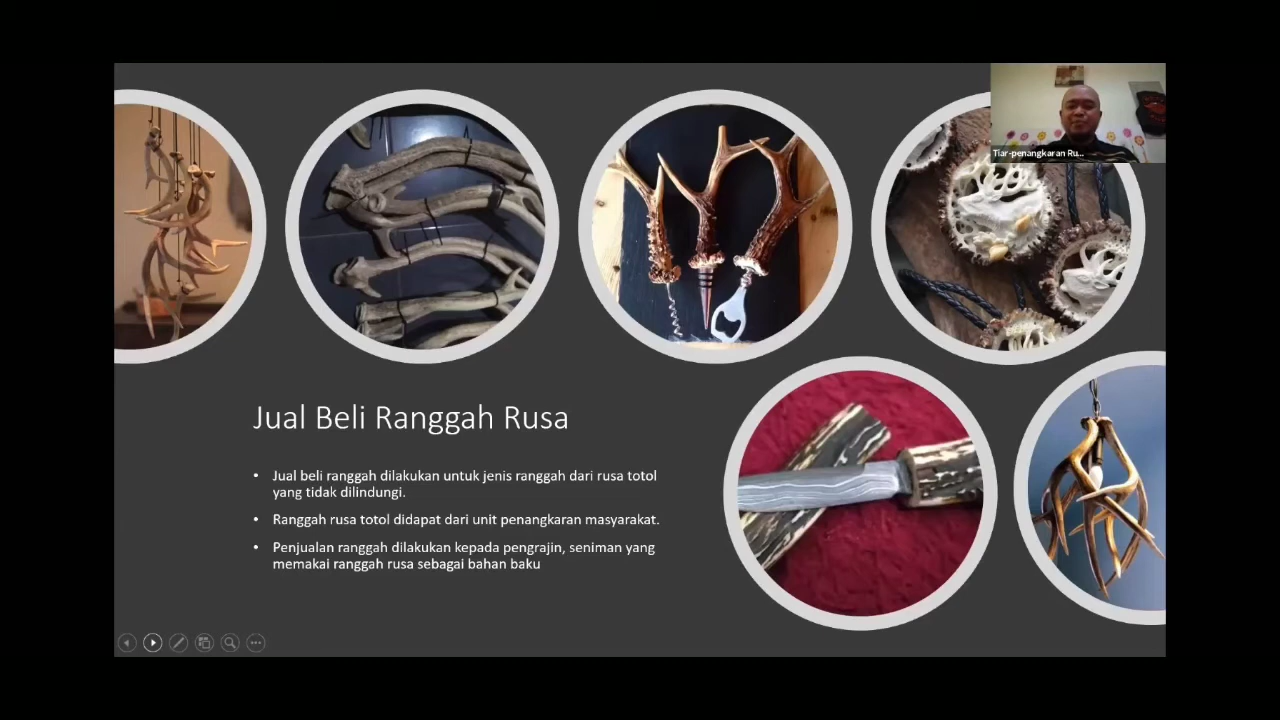 Tiar-penangkaran Ru...
Jual Beli Ranggah Rusa
• Jual beli ranggah dilakukan untuk jenis ranggah dari rusa totol
yang tidak dilindungi.
• Ranggah rusa totol didapat dari unit penangkaran masyarakat.
• Penjualan ranggah dilakukan kepada pengrajin, seniman yang
memakai ranggah rusa sebagai bahan baku